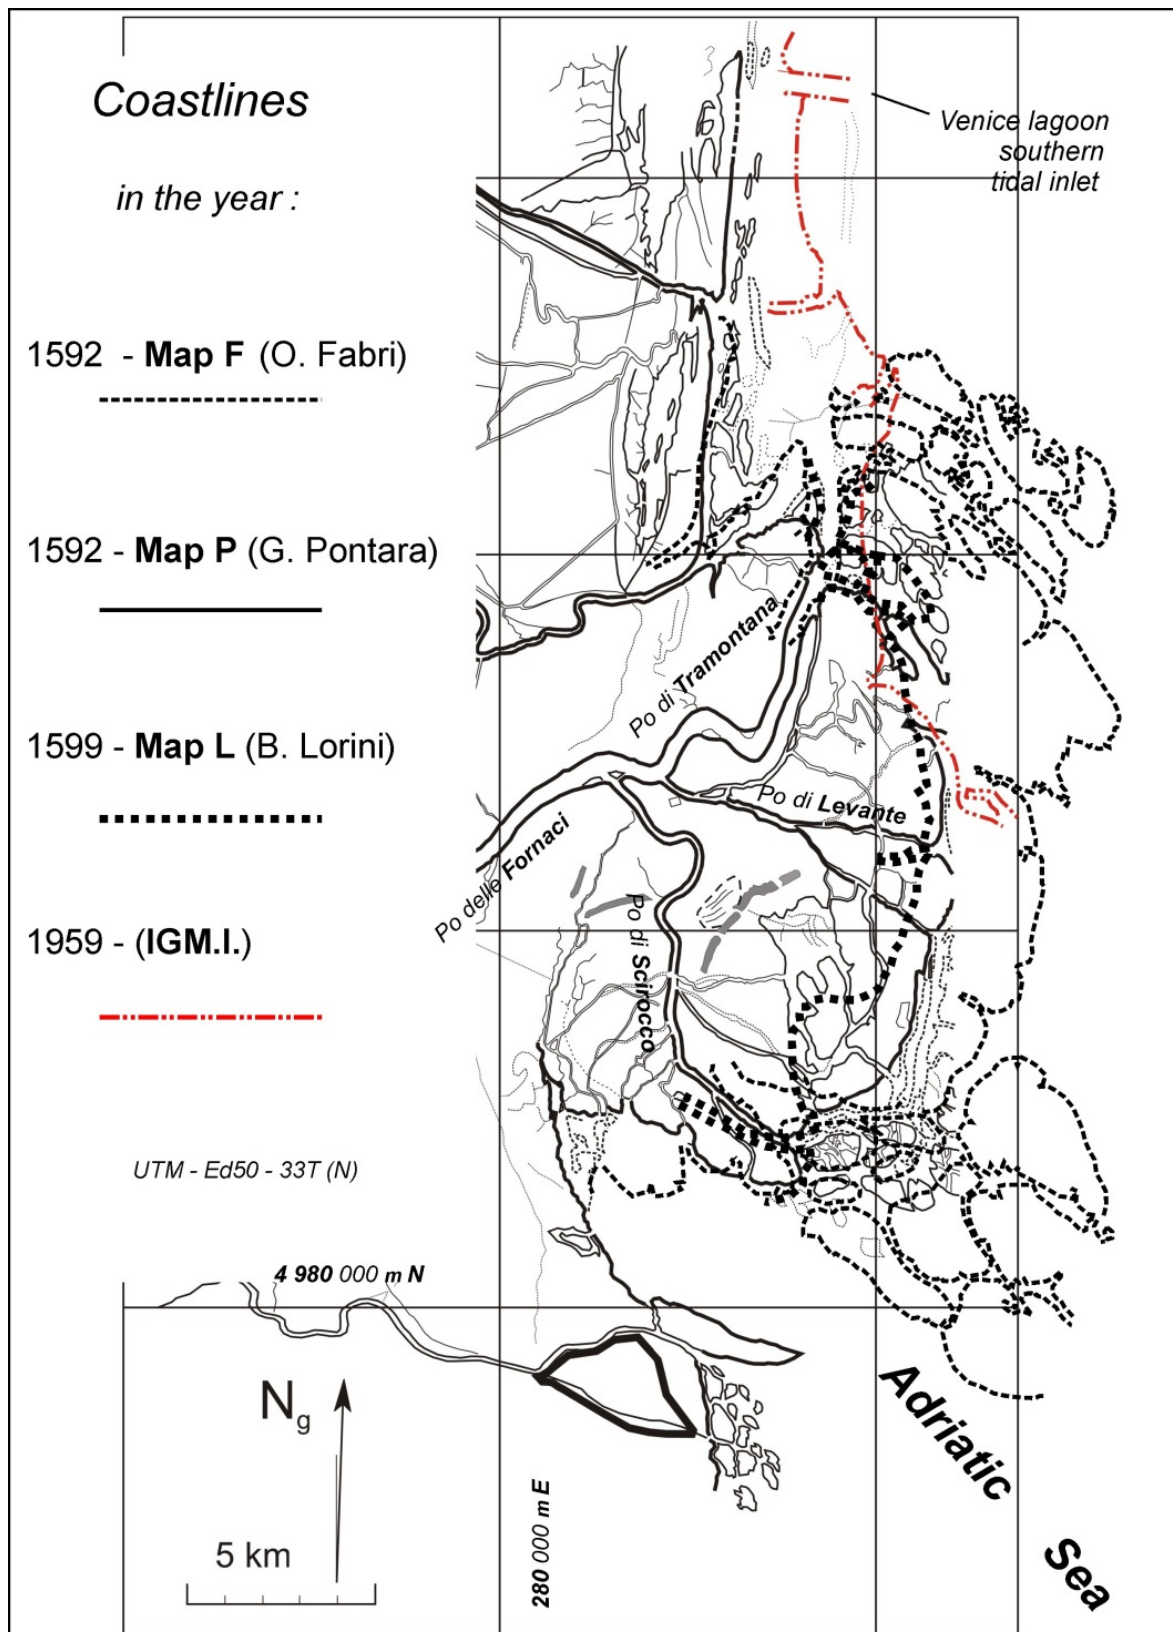 Coastlines
in the year :
Venice lagoon
southern
tidal inlet
1592 - Map F (O. Fabri)
1592 - Map P (G. Pontara)
1599 - Map L (B. Lorini)
1959 - (IGM.I.)
Po di Tramontana
Po di Levante
Po delle Fornaci
Po di Scirocco
UTM - Ed50 - 33T (N)
4 980 000 m N
Ng
5 km
280 000 m E
Adriatic
Sea